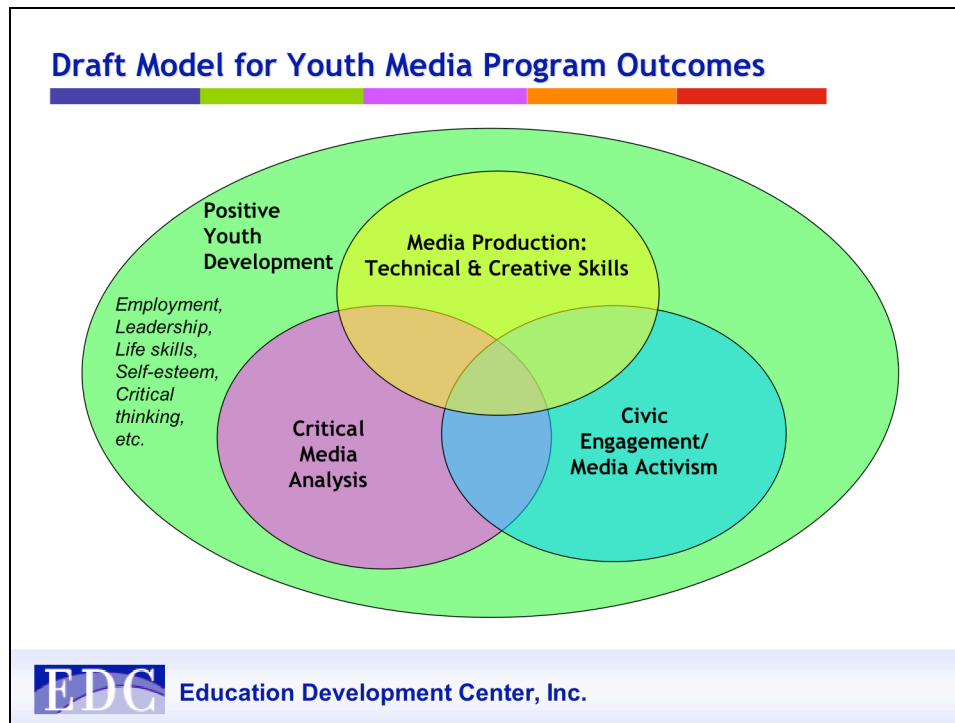 Draft Model for Youth Media Program Outcomes
Positive
Youth
Development
Employment,
Leadership,
Life skills,
Self-esteem,
Critical
thinking,
etc.
Media Production:
Technical & Creative Skills
Critical
Media
Analysis
Civic
Engagement/
Media Activism
EDC
Education Development Center, Inc.